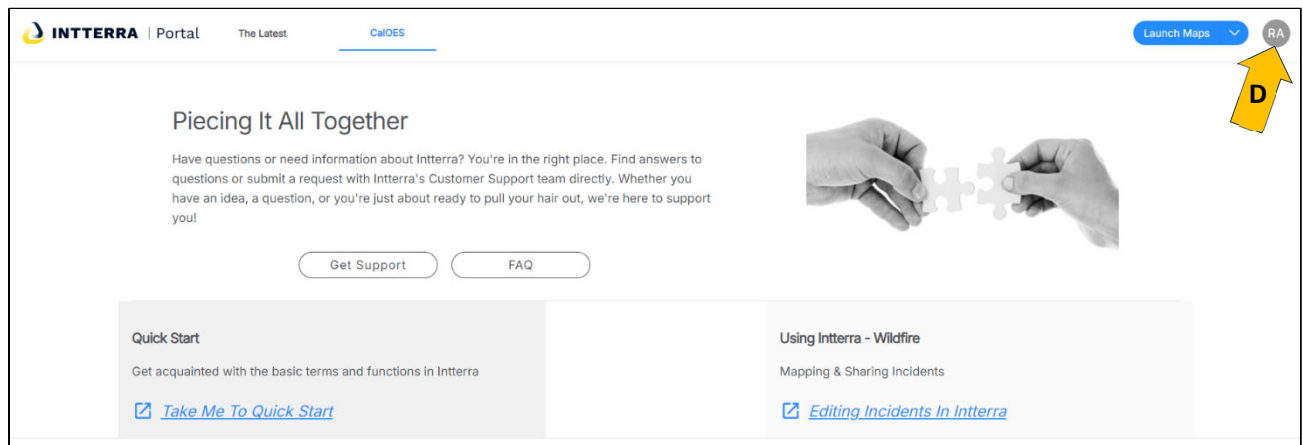 INTTERRA | Portal The Latest CalOES Launch Maps RA
D
Piecing It All Together
Have questions or need information about Intterra? You're in the right place. Find answers to
questions or submit a request with Intterra's Customer Support team directly. Whether you
have an idea, a question, or you're just about ready to pull your hair out, we're here to support
you!
Get Support FAQ
Quick Start
Get acquainted with the basic terms and functions in Intterra
Take Me To Quick Start
Using Intterra - Wildfire
Mapping & Sharing Incidents
Editing Incidents In Intterra